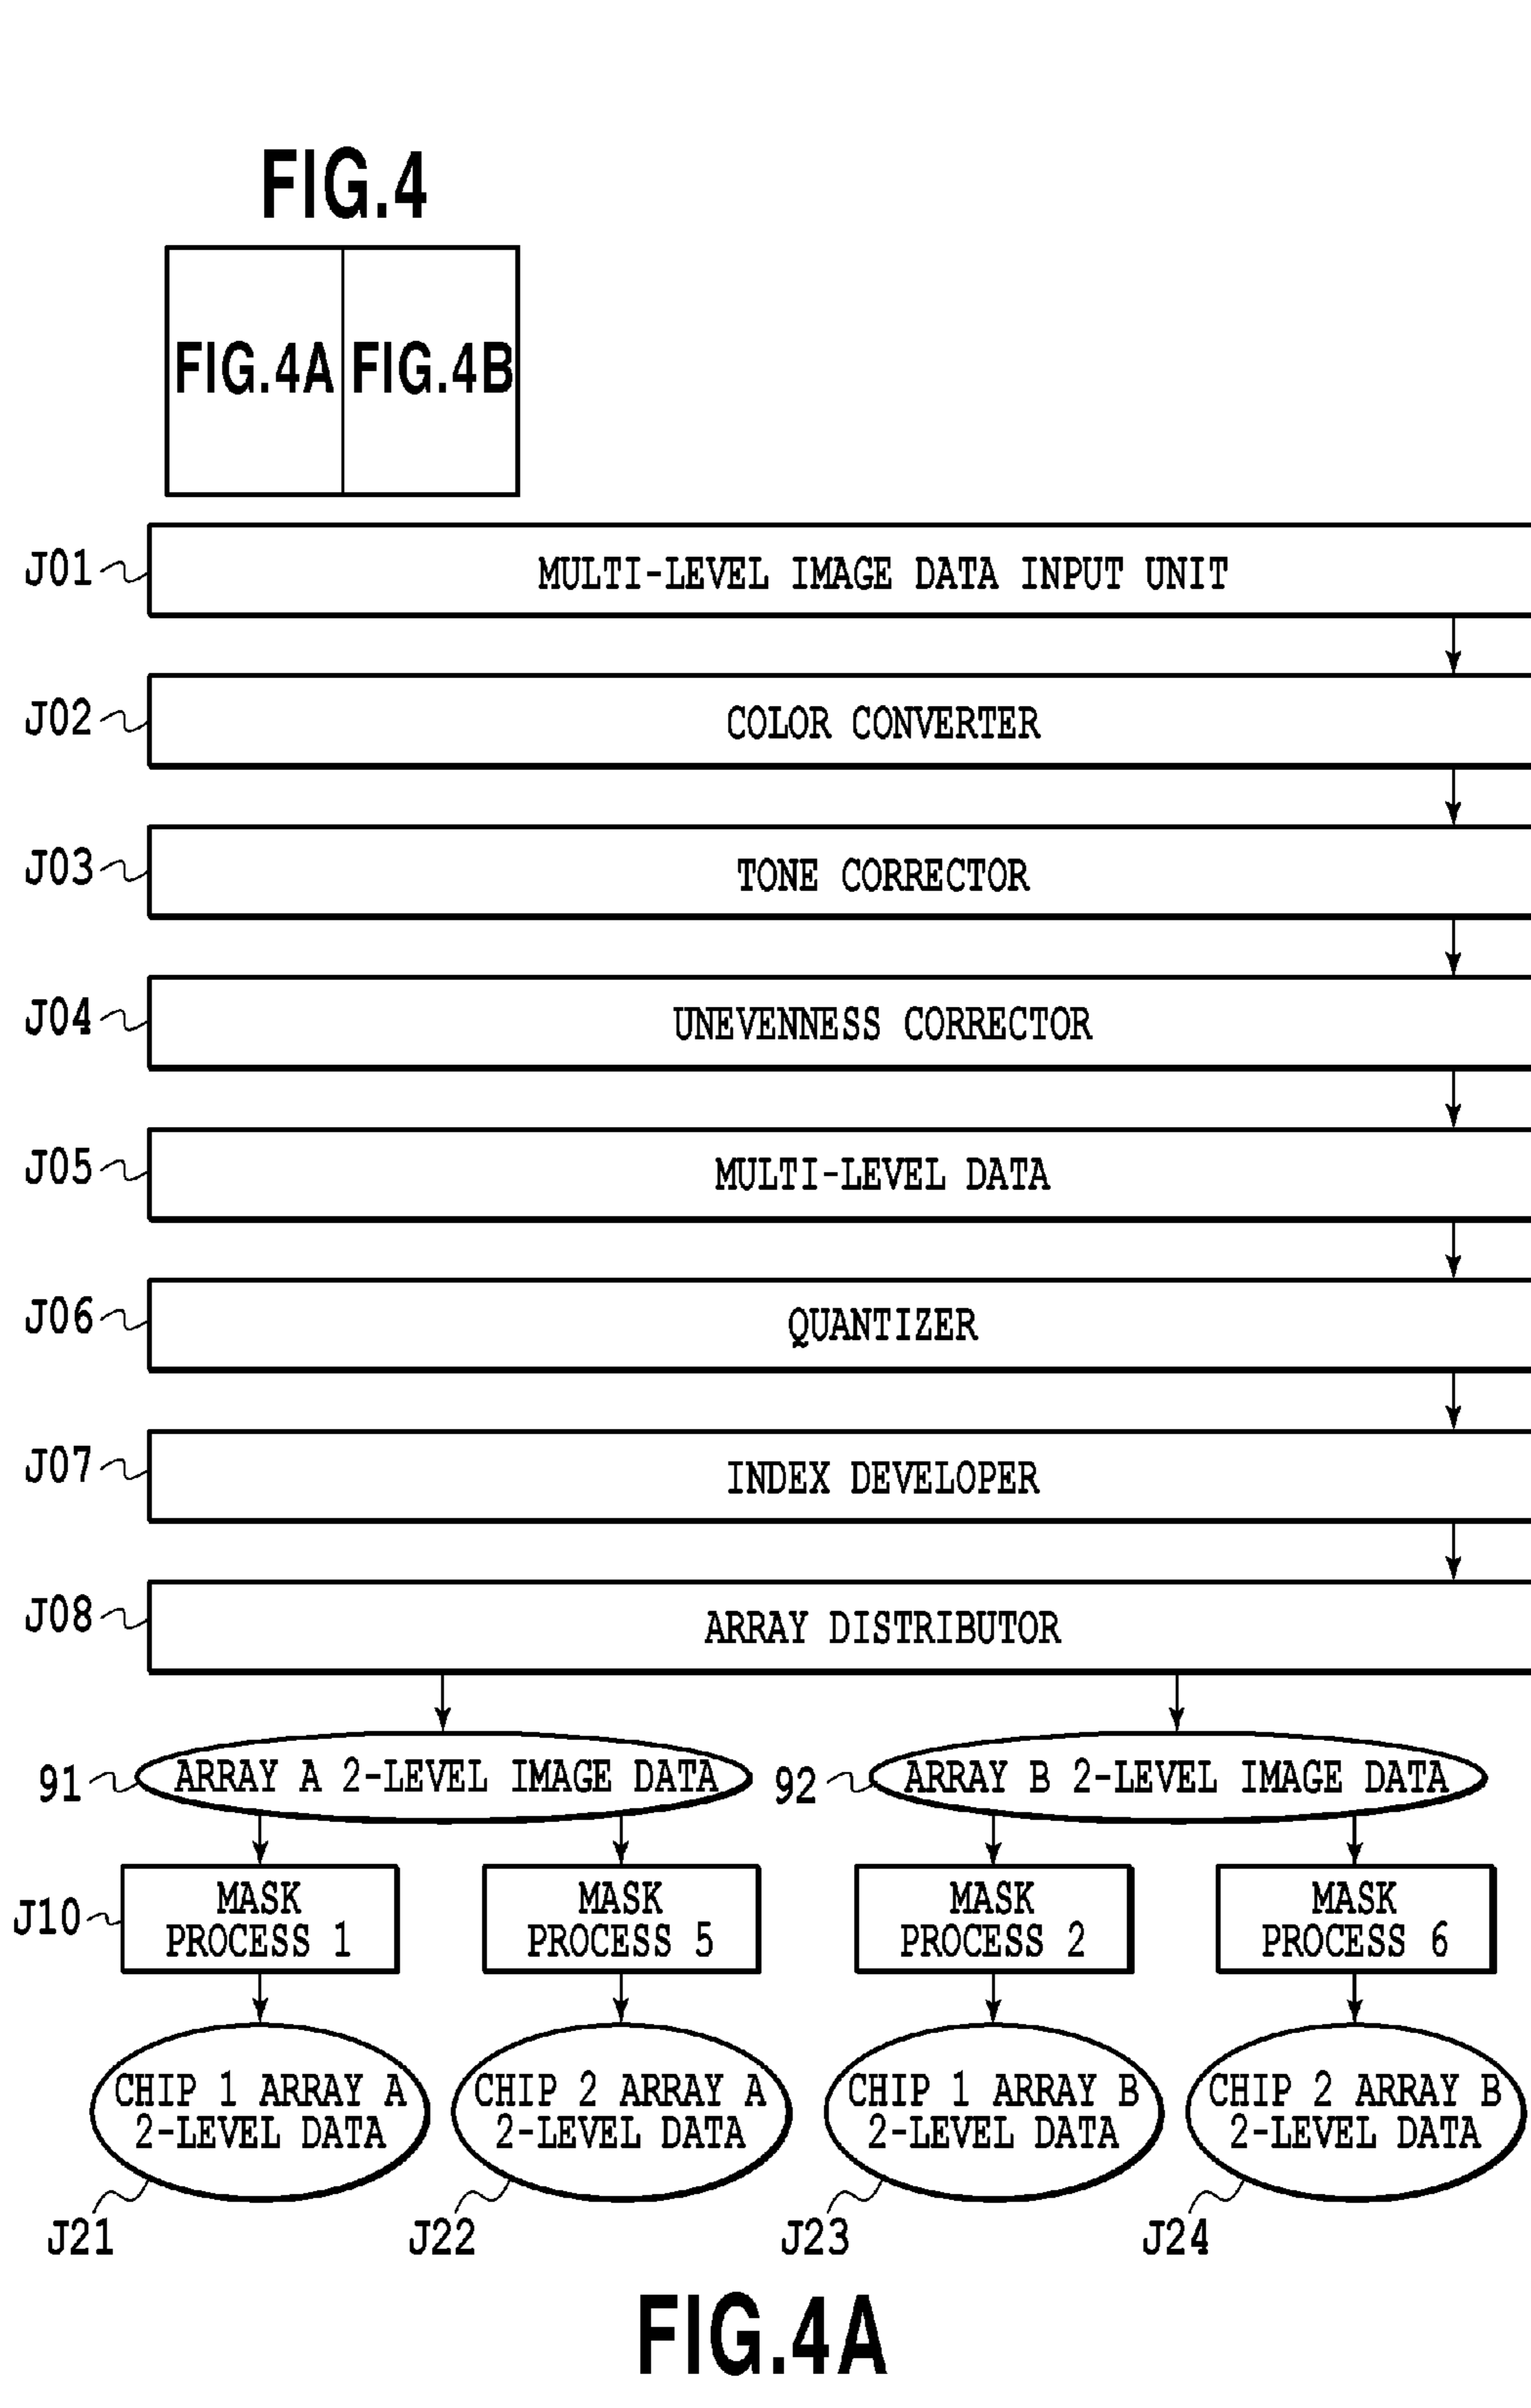 FIG.4
FIG.4A FIG.4B
J01 MULTI-LEVEL IMAGE DATA INPUT UNIT
J02 COLOR CONVERTER
J03 TONE CORRECTOR
J04 UNEVENNESS CORRECTOR
J05 MULTI-LEVEL DATA
J06 QUANTIZER
J07 INDEX DEVELOPER
J08 ARRAY DISTRIBUTOR
91 ARRAY A 2-LEVEL IMAGE DATA
92 ARRAY B 2-LEVEL IMAGE DATA
J10
MASK
PROCESS 1
MASK
PROCESS 5
MASK
PROCESS 2
MASK
PROCESS 6
CHIP 1 ARRAY A
2-LEVEL DATA
CHIP 2 ARRAY A
2-LEVEL DATA
CHIP 1 ARRAY B
2-LEVEL DATA
CHIP 2 ARRAY B
2-LEVEL DATA
J21 J22 J23 J24
FIG.4A